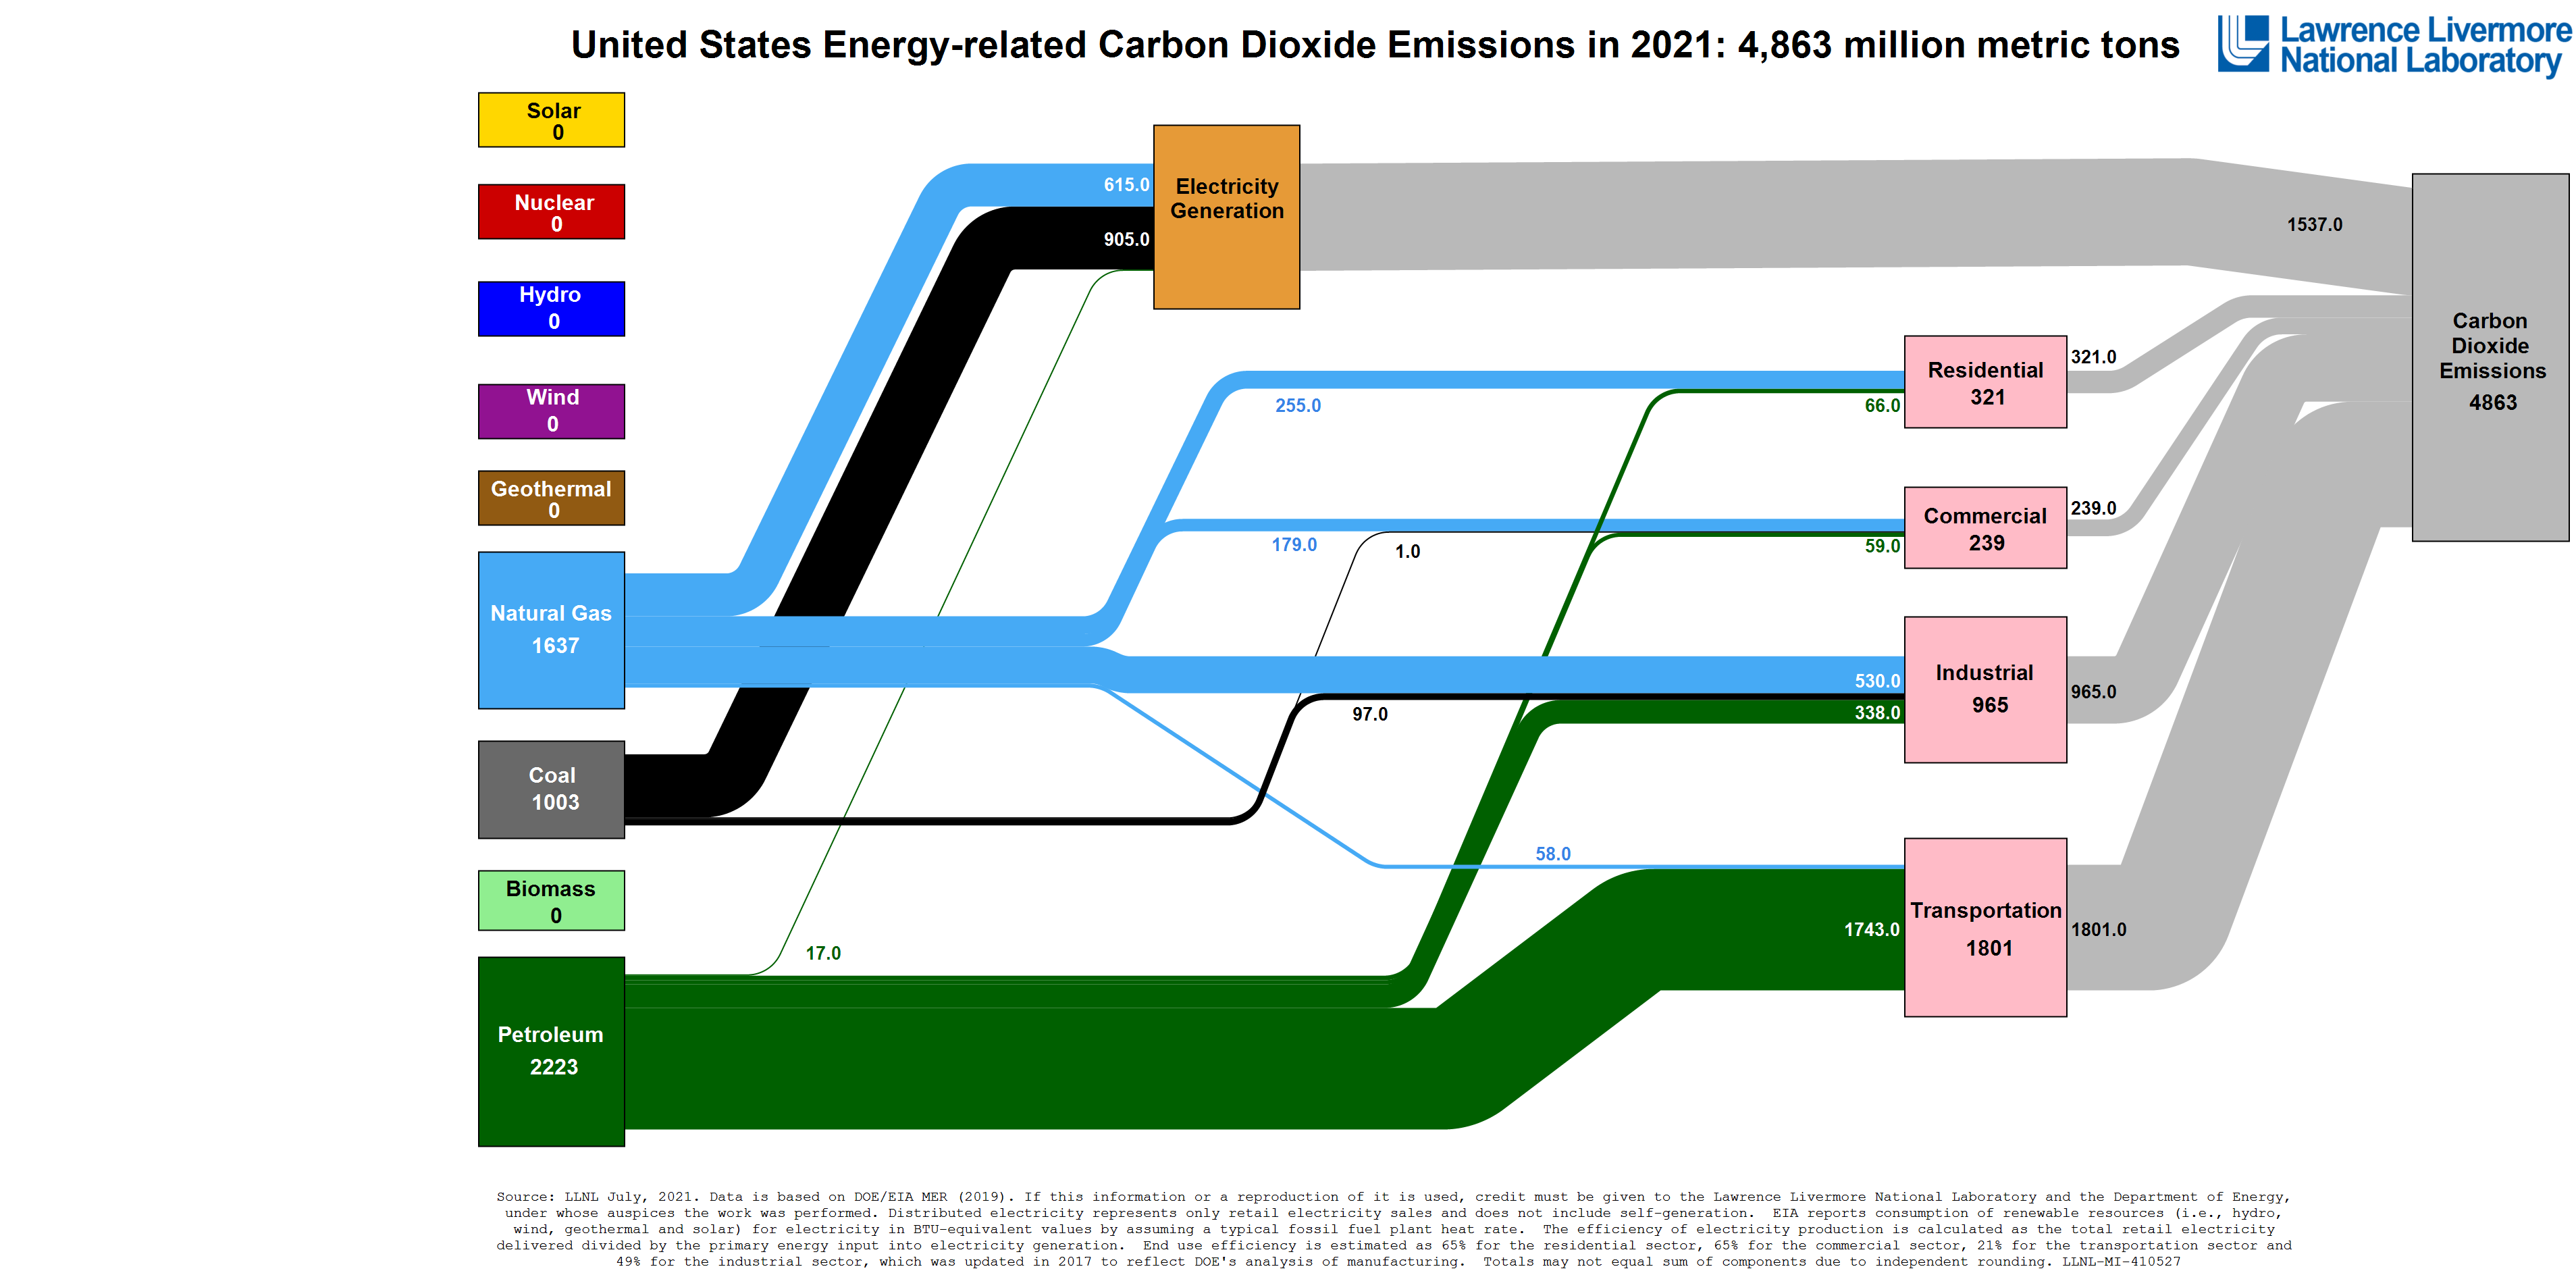 United States Energy-related Carbon Dioxide Emissions in 2021: 4,863 million metric tons
Lawrence Livermore
National Laboratory
Solar
0
Nuclear
0
Hydro
0
Wind
0
Geothermal
0
Natural Gas
1637
Coal
1003
Biomass
0
Petroleum
2223
615.0
905.0
17.0
Electricity
Generation
255.0
179.0
1.0
97.0
58.0
66.0
59.0
530.0
338.0
1743.0
Residential
321
Commercial
239
Industrial
965
Transportation
1801
1537.0
321.0
239.0
965.0
1801.0
Carbon
Dioxide
Emissions
4863
Source: LLNL July, 2021. Data is based on DOE/EIA MER (2019). If this information or a reproduction of it is used, credit must be given to the Lawrence Livermore National Laboratory and the Department of Energy,
under whose auspices the work was performed. Distributed electricity represents only retail electricity sales and does not include self-generation.  EIA reports consumption of renewable resources (i.e., hydro,
wind, geothermal and solar) for electricity in BTU-equivalent values by assuming a typical fossil fuel plant heat rate.  The efficiency of electricity production is calculated as the total retail electricity
delivered divided by the primary energy input into electricity generation.  End use efficiency is estimated as 65% for the residential sector, 65% for the commercial sector, 21% for the transportation sector and
49% for the industrial sector, which was updated in 2017 to reflect DOE's analysis of manufacturing.  Totals may not equal sum of components due to independent rounding. LLNL-MI-410527